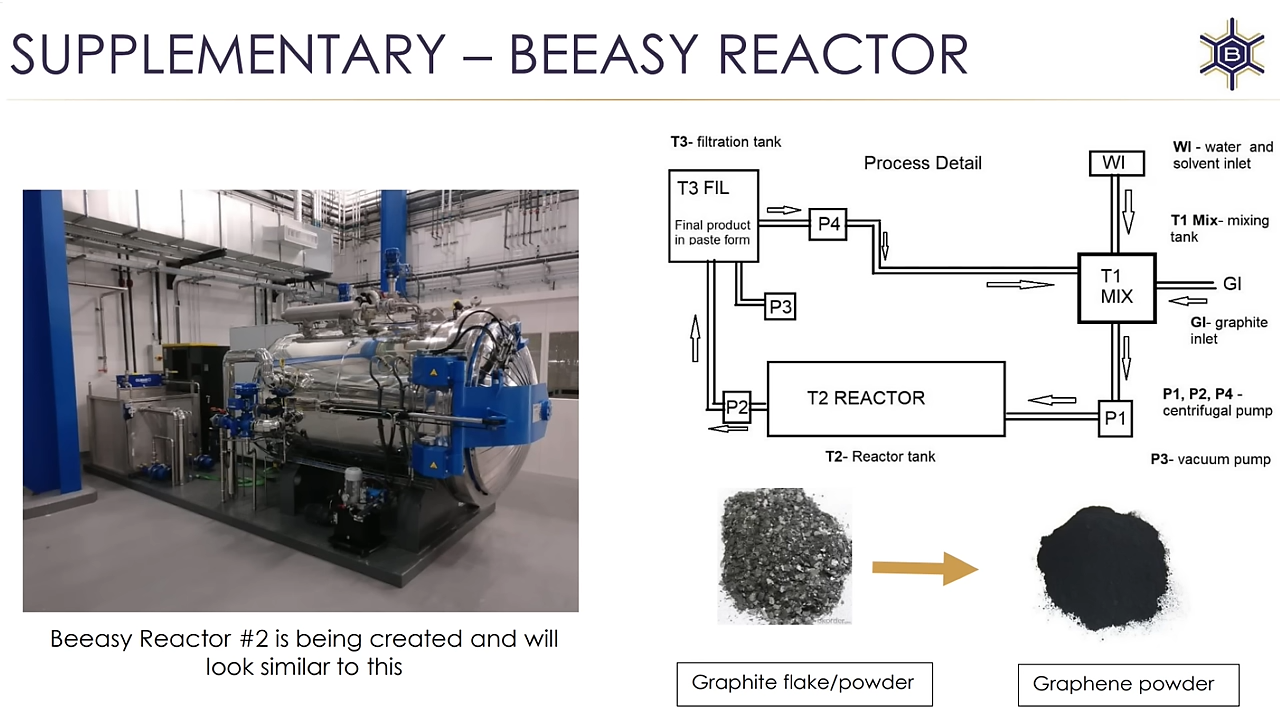 SUPPLEMENTARY – BEEASY REACTOR
B
Beeasy Reactor #2 is being created and will
look similar to this
T3- filtration tank
Process Detail
T3 FIL
Final product
in paste form
P4
P3
P2
T2 REACTOR
T2- Reactor tank
WI
T1
MIX
GI
P1
WI - water and
solvent inlet
T1 Mix- mixing
tank
GI- graphite
inlet
P1, P2, P4 -
centrifugal pump
P3- vacuum pump
Graphite flake/powder
Graphene powder